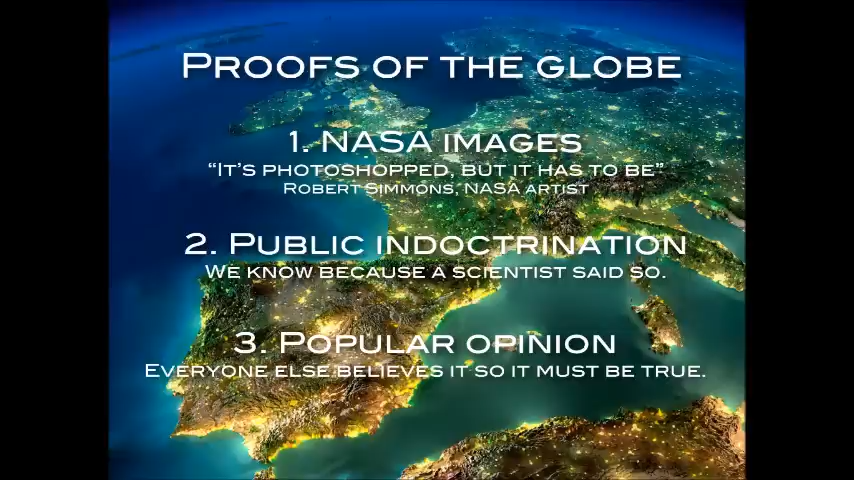 Proofs of the globe
1. NASA images
“It’s photoshopped, but it has to be”
Robert Simmons, NASA artist
2. Public indoctrination
We know because a scientist said so.
3. Popular opinion
Everyone else believes it so it must be true.